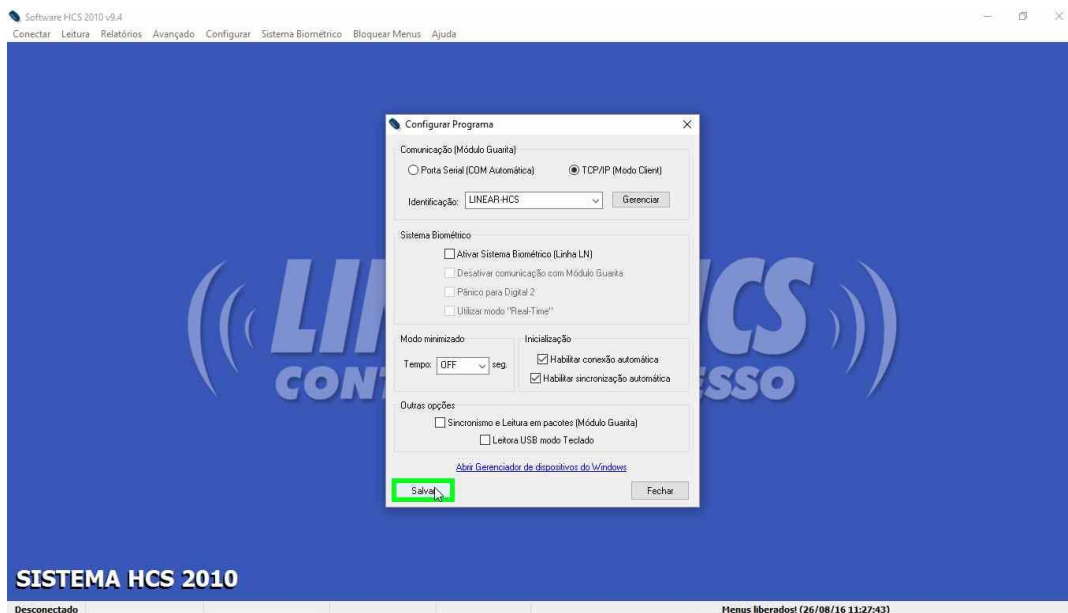 Software HCS 2010 v9.4
Conectar Leitura Relatórios Avançado Configurar Sistema Biométrico Bloquear Menus Ajuda
Configurar Programa
Comunicação (Módulo Guarita)
Porta Serial (COM Automática) TCP/IP (Modo Client)
Identificação: LINEAR-HCS Gerenciar
Sistema Biométrico
Ativar Sistema Biométrico (Linha LN)
Desativar comunicação com Módulo Guarita
Pânico para Digital 2
Utilizar modo "Real-Time"
Modo minimizado Inicialização
Tempo: OFF seg. Habilitar conexão automática
Habilitar sincronização automática
Outras opções
Sincronismo e Leitura em pacotes (Módulo Guarita)
Leitora USB modo Teclado
Abrir Gerenciador de dispositivos do Windows
Salvar Fechar
SISTEMA HCS 2010
Desconectado Menus liberados! (26/08/16 11:27:43)